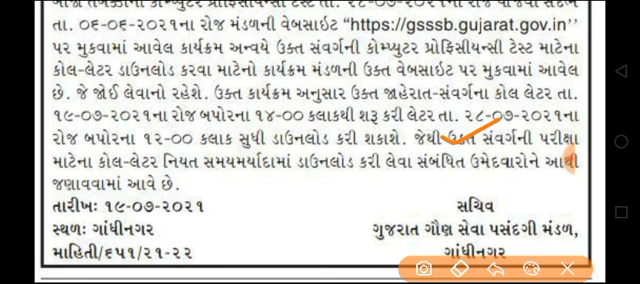 તા. ૦૬-૦૬-૨૦૨૧ના રોજ મંડળની વેબસાઇટ “https://gsssb.gujarat.gov.in’’
પર મુકવામાં આવેલ કાર્યક્રમ અન્વયે ઉક્ત સંવર્ગની કોમ્પ્યુટર પ્રોફિસીયન્સી ટેસ્ટ માટેના
કોલ-લેટર ડાઉનલોડ કરવા માટેનો કાર્યક્રમ મંડળની ઉક્ત વેબસાઇટ પર મુકવામાં આવેલ
છે. જે જોઈ લેવાનો રહેશે. ઉક્ત કાર્યક્રમ અનુસાર ઉક્ત જાહેરાત-સંવર્ગના કોલ લેટર તા.
૧૯-૦૭-૨૦૨૧ના રોજ બપોરના ૧૪-૦૦ કલાકથી શરૂ કરી લેટર તા. ૨૮-૦૭-૨૦૨૧ના
રોજ બપોરના ૧૨-૦૦ કલાક સુધી ડાઉનલોડ કરી શકાશે. જેથી ઉક્ત સંવર્ગની પરીક્ષા
માટેના કોલ-લેટર નિયત સમયમર્યાદામાં ડાઉનલોડ કરી લેવા સંબંધિત ઉમેદવારોને આથી
જણાવવામાં આવે છે.
તારીખઃ ૧૯-૦૭-૨૦૨૧ સચિવ
સ્થળઃ ગાંધીનગર ગુજરાત ગૌણ સેવા પસંદગી મંડળ,
માહિતી/૬૫૧/૨૧-૨૨ ગાંધીનગર